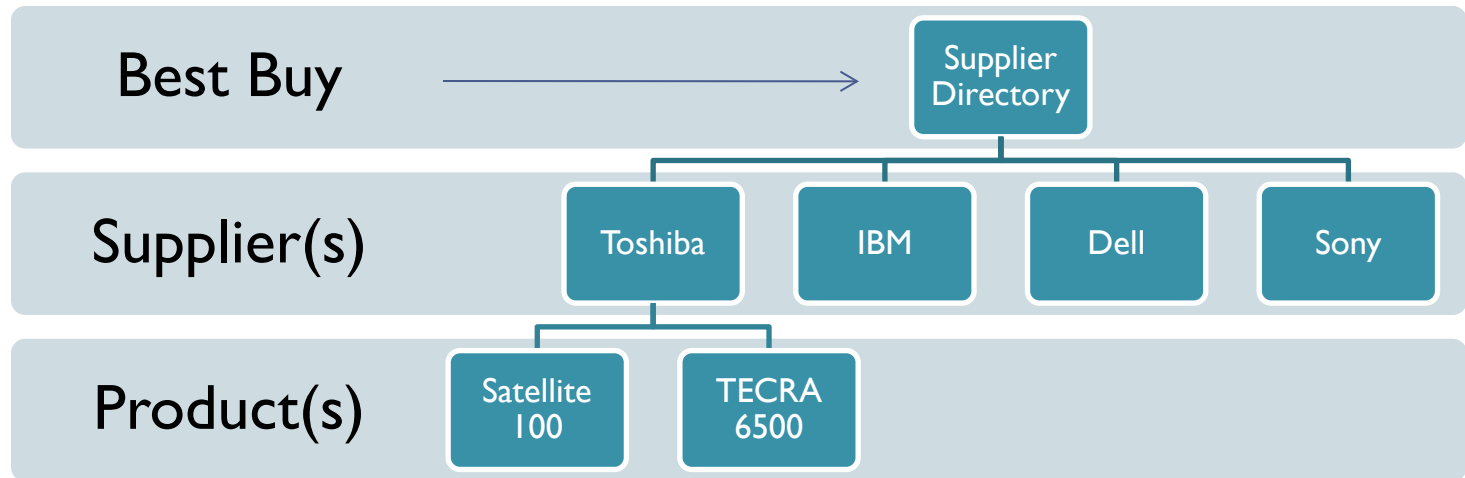 Best Buy
Supplier
Directory
Supplier(s)
Toshiba
IBM
Dell
Sony
Product(s)
Satellite
100
TECRA
6500